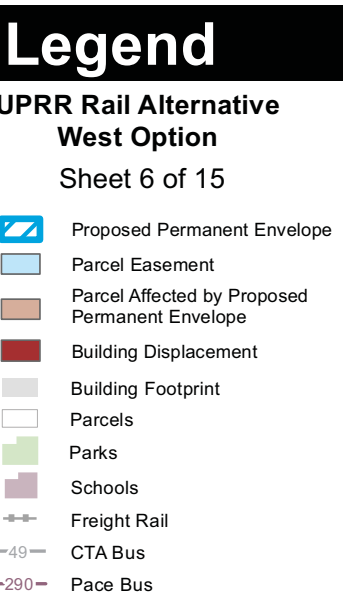 Legend
UPRR Rail Alternative
West Option
Sheet 6 of 15
Proposed Permanent Envelope
Parcel Easement
Parcel Affected by Proposed
Permanent Envelope
Building Displacement
Building Footprint
Parcels
Parks
Schools
Freight Rail
49 CTA Bus
290 Pace Bus